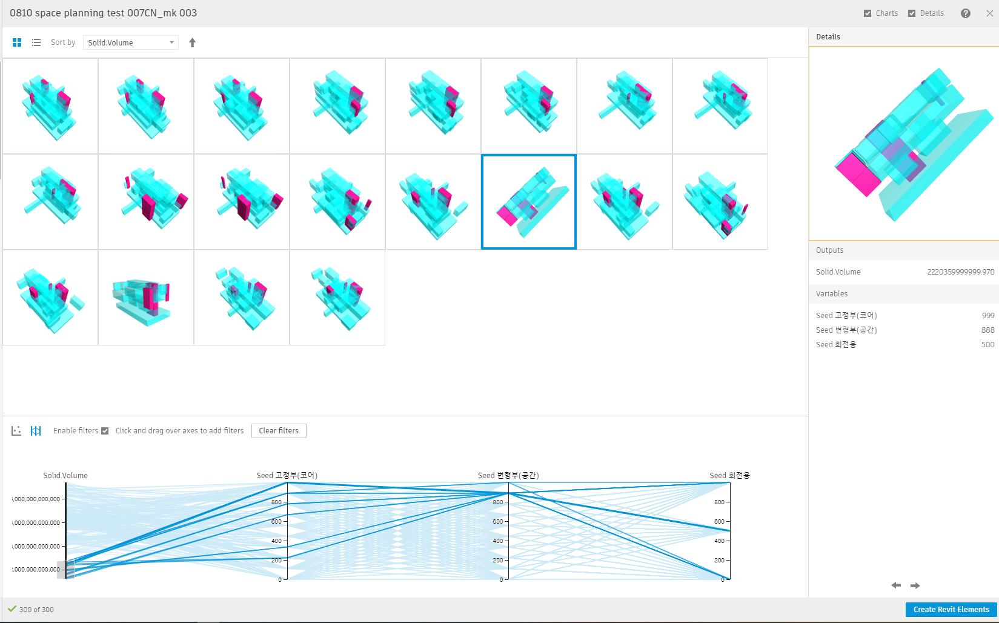 0810 space planning test 007CN_mk 003
Charts
Details
Sort by
Solid.Volume
Details
Outputs
Solid.Volume 2220359999999.970
Variables
Seed 고정부(코어) 999
Seed 변형부(공간) 888
Seed 회전용 500
Enable filters
Click and drag over axes to add filters
Clear filters
Solid.Volume
Seed 고정부(코어)
Seed 변형부(공간)
Seed 회전용
,000,000,000,000
800
800
800
,000,000,000,000
600
600
600
,000,000,000,000
400
400
400
2,000,000,000,000
200
200
200
0
0
0
300 of 300
Create Revit Elements